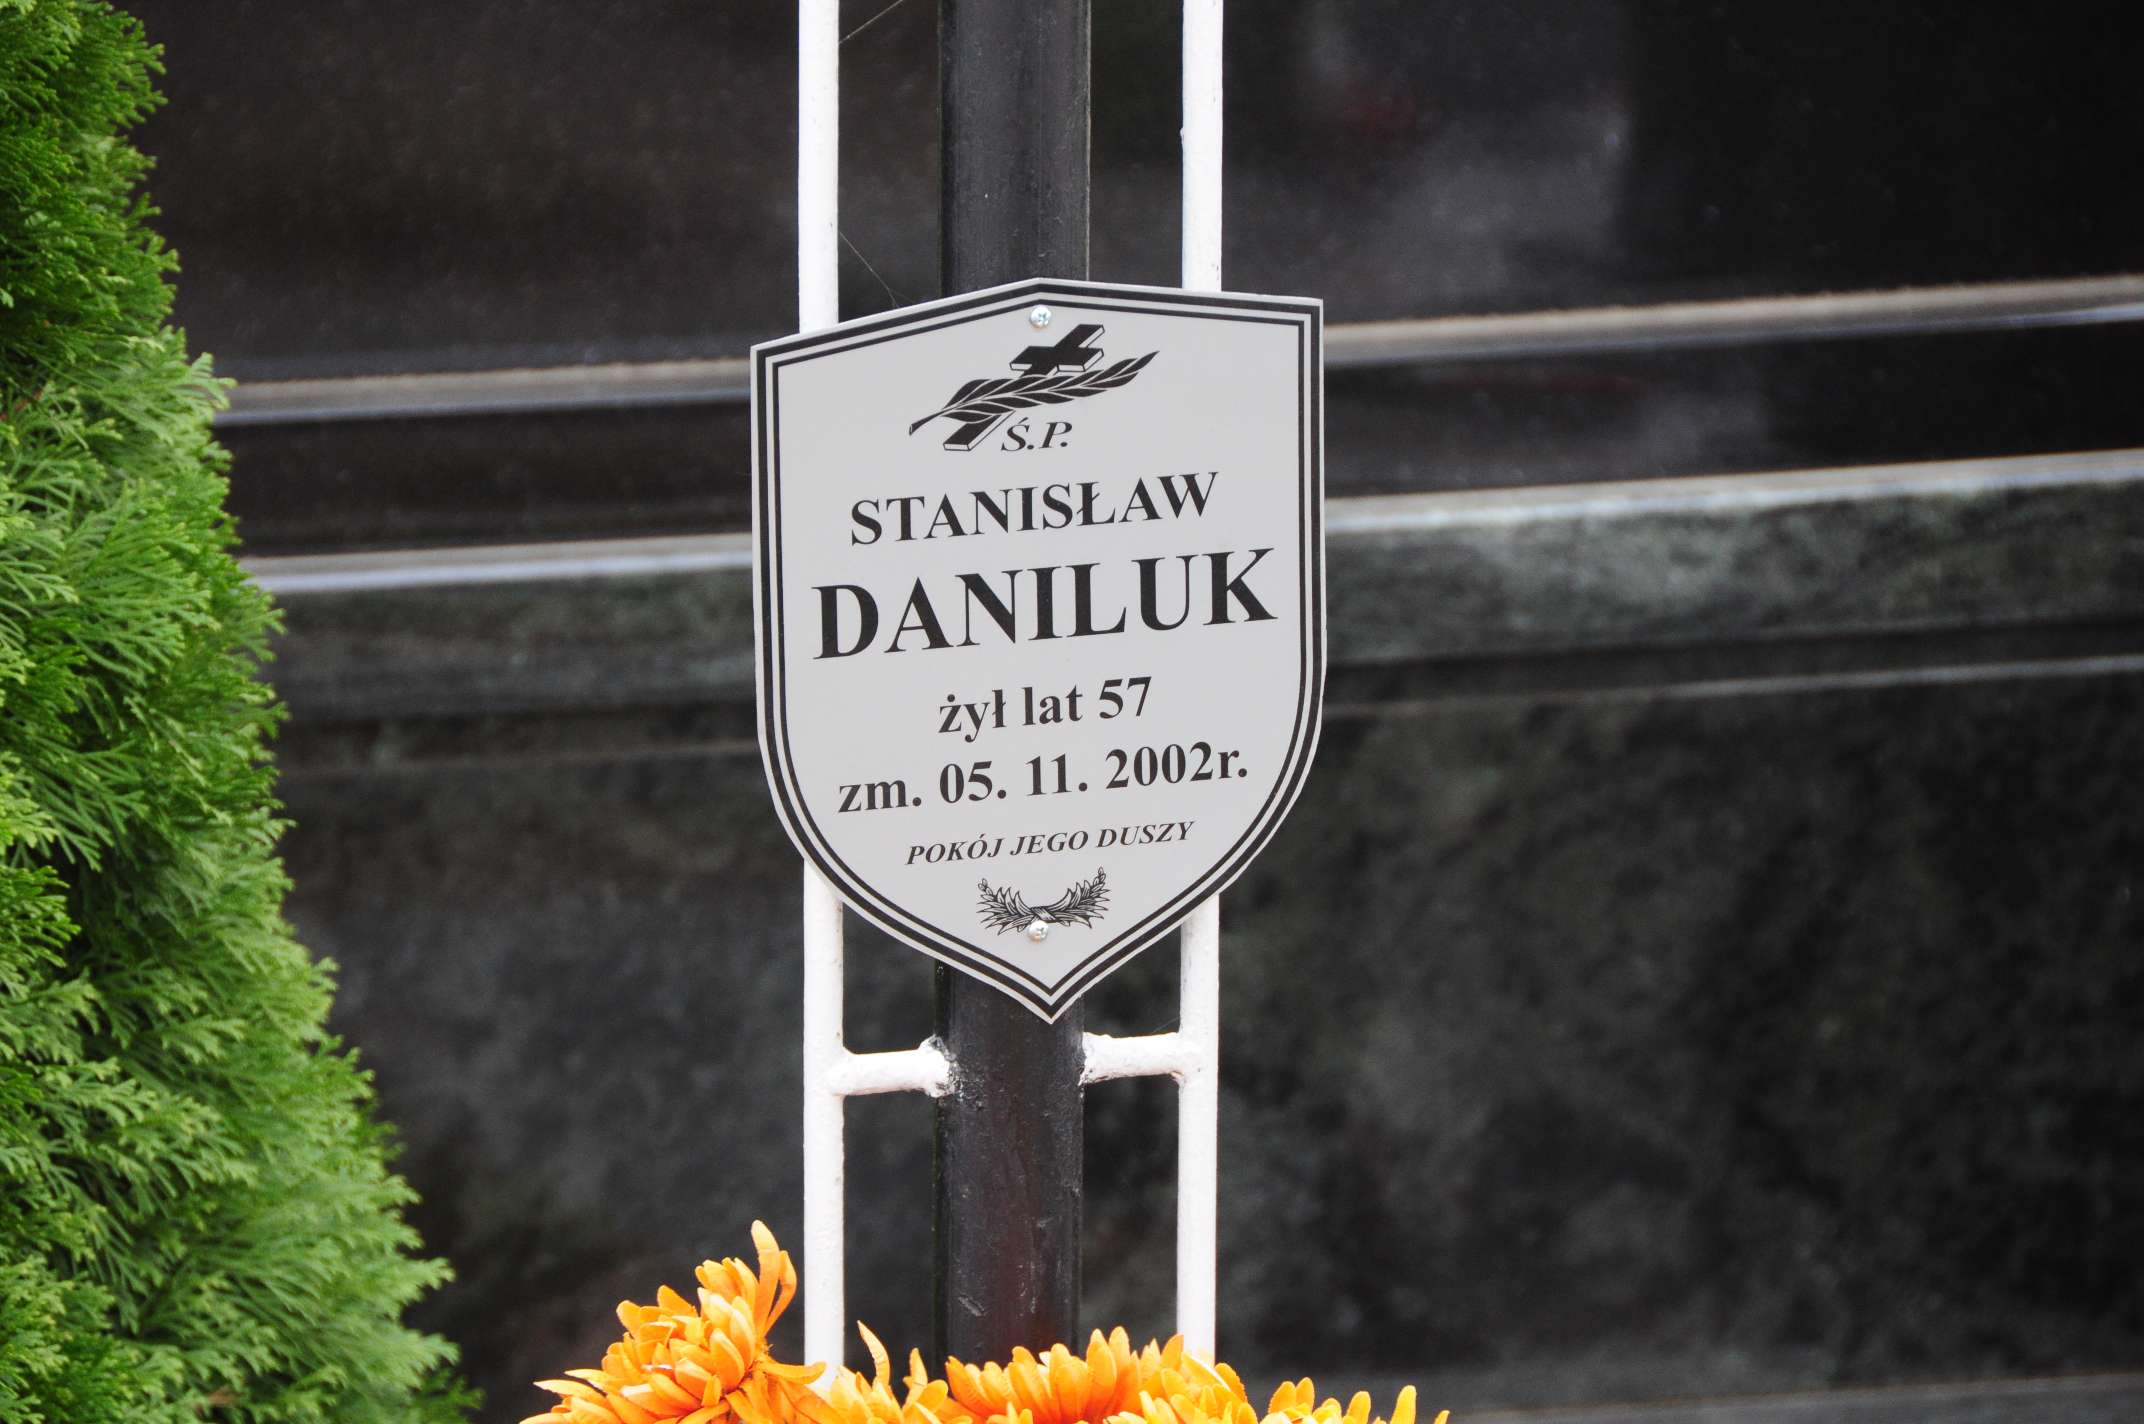 Ś.P.
STANISŁAW
DANILUK
żył lat 57
zm. 05. 11. 2002r.
POKÓJ JEGO DUSZY